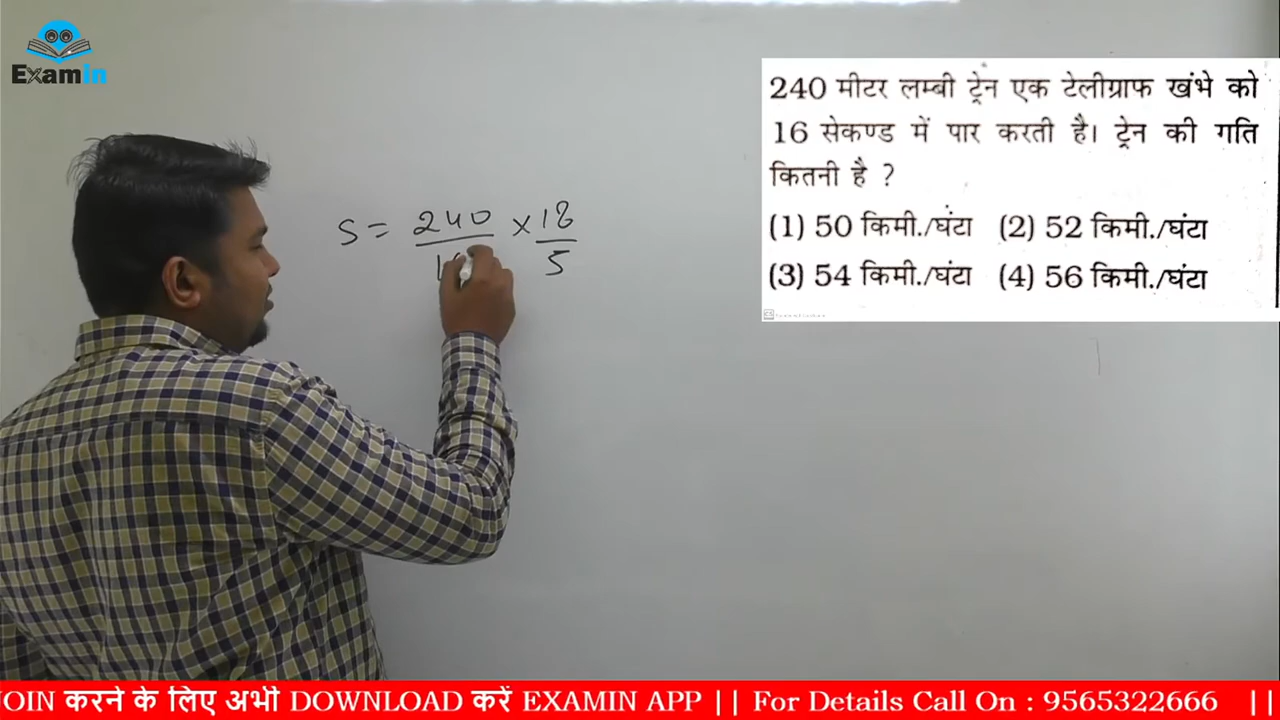 Examin
240 मीटर लम्बी ट्रेन एक टेलीग्राफ खंभे को
16 सेकण्ड में पार करती है। ट्रेन की गति
कितनी है ?
(1) 50 किमी./घंटा (2) 52 किमी./घंटा
(3) 54 किमी./घंटा (4) 56 किमी./घंटा
S = 240 × 18
5
JOIN करने के लिए अभी DOWNLOAD करें EXAMIN APP || For Details Call On : 9565322666 ||